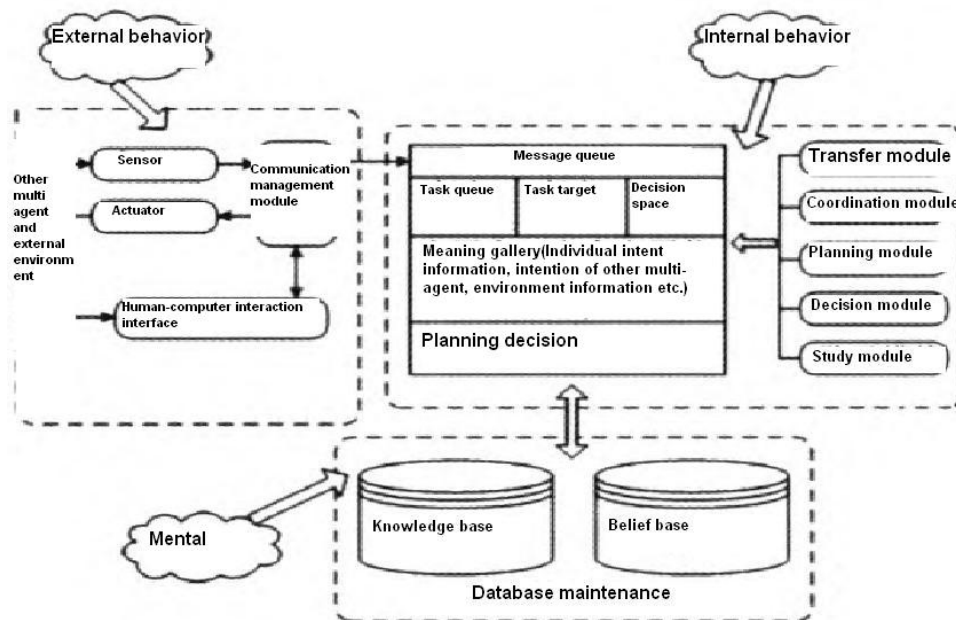 External behavior
Internal behavior
Other
multi
agent
and
external
environm
ent
Sensor
Actuator
Communication
management
module
Human-computer interaction
interface
Message queue
Task queue
Task target
Decision
space
Meaning gallery(Individual intent
information, intention of other multi-
agent, environment information etc.)
Planning decision
Transfer module
Coordination module
Planning module
Decision module
Study module
Mental
Knowledge base
Belief base
Database maintenance